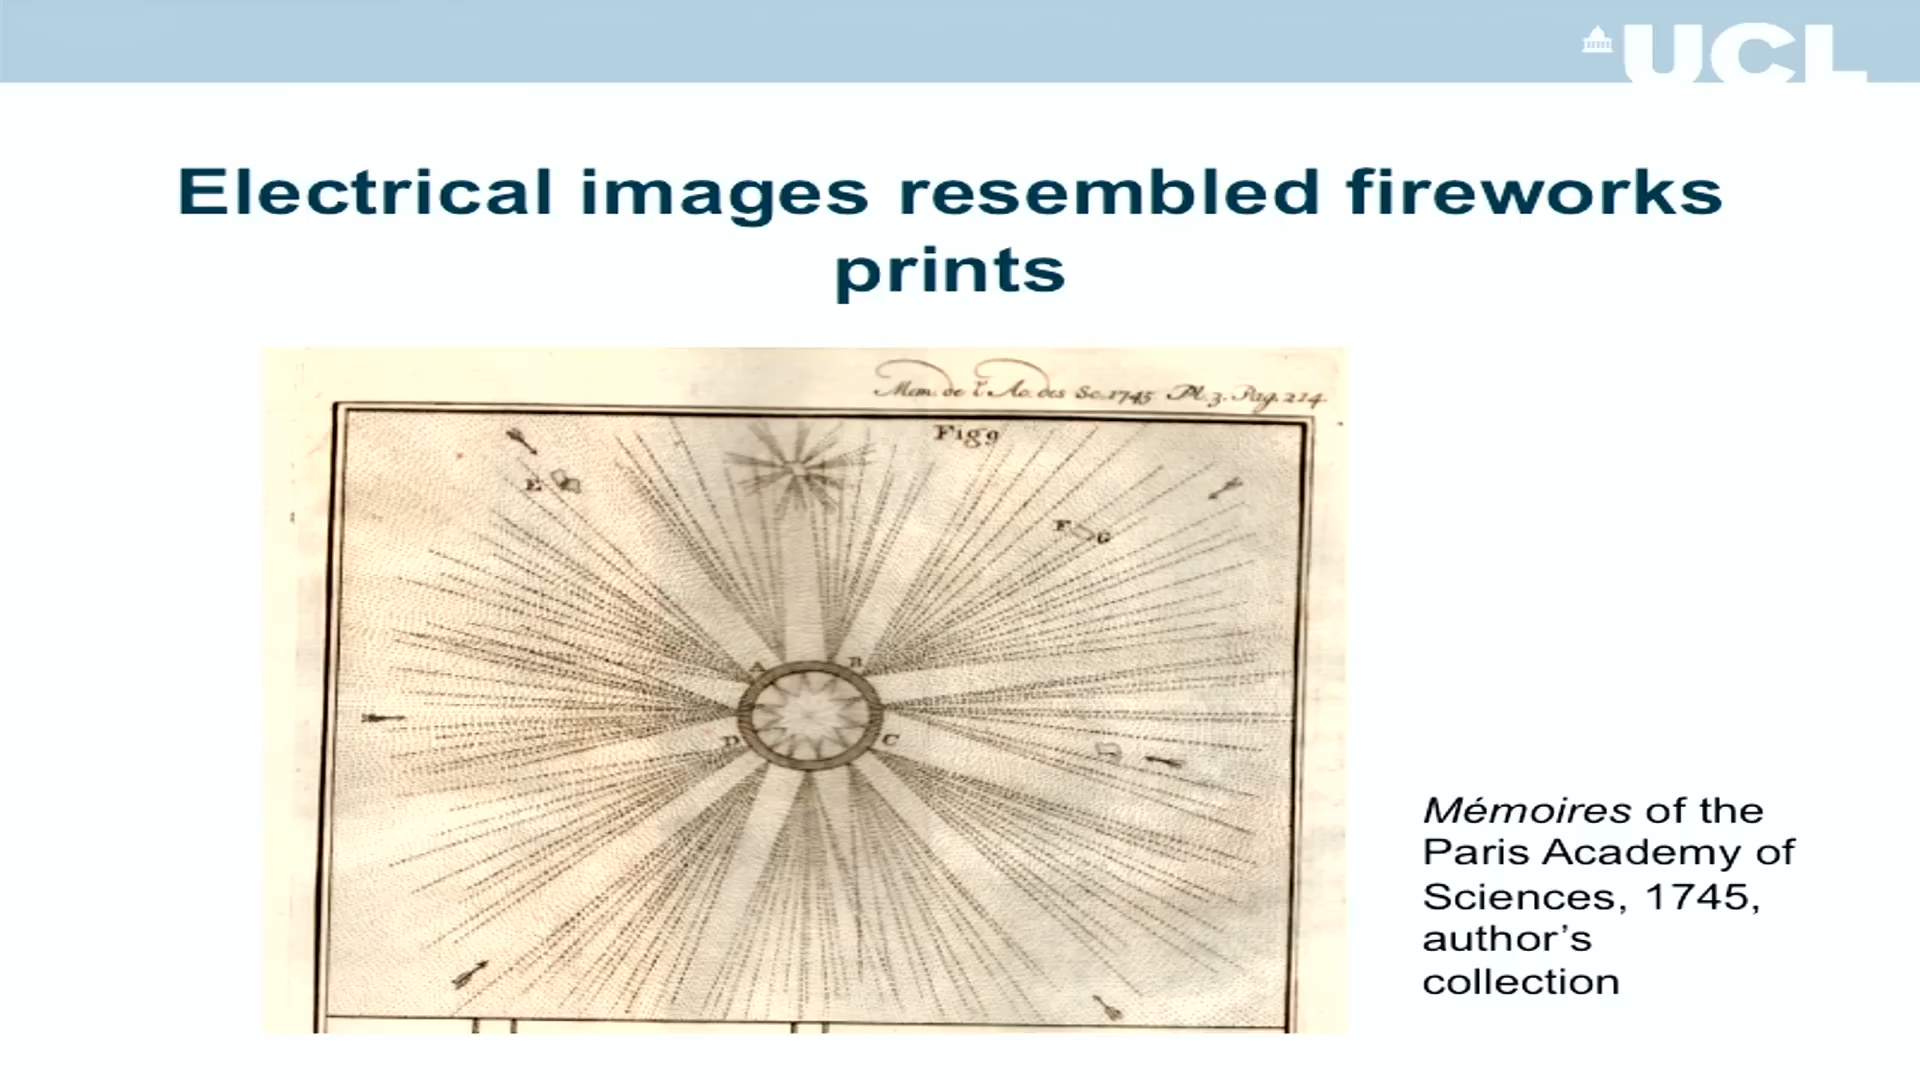 UCL
Electrical images resembled fireworks
prints
Mem. de l'Ac. des Sc. 1745 Pl. 3. Pag. 214.
Fig 9
E
F G
A B
D C
Mémoires of the
Paris Academy of
Sciences, 1745,
author's
collection